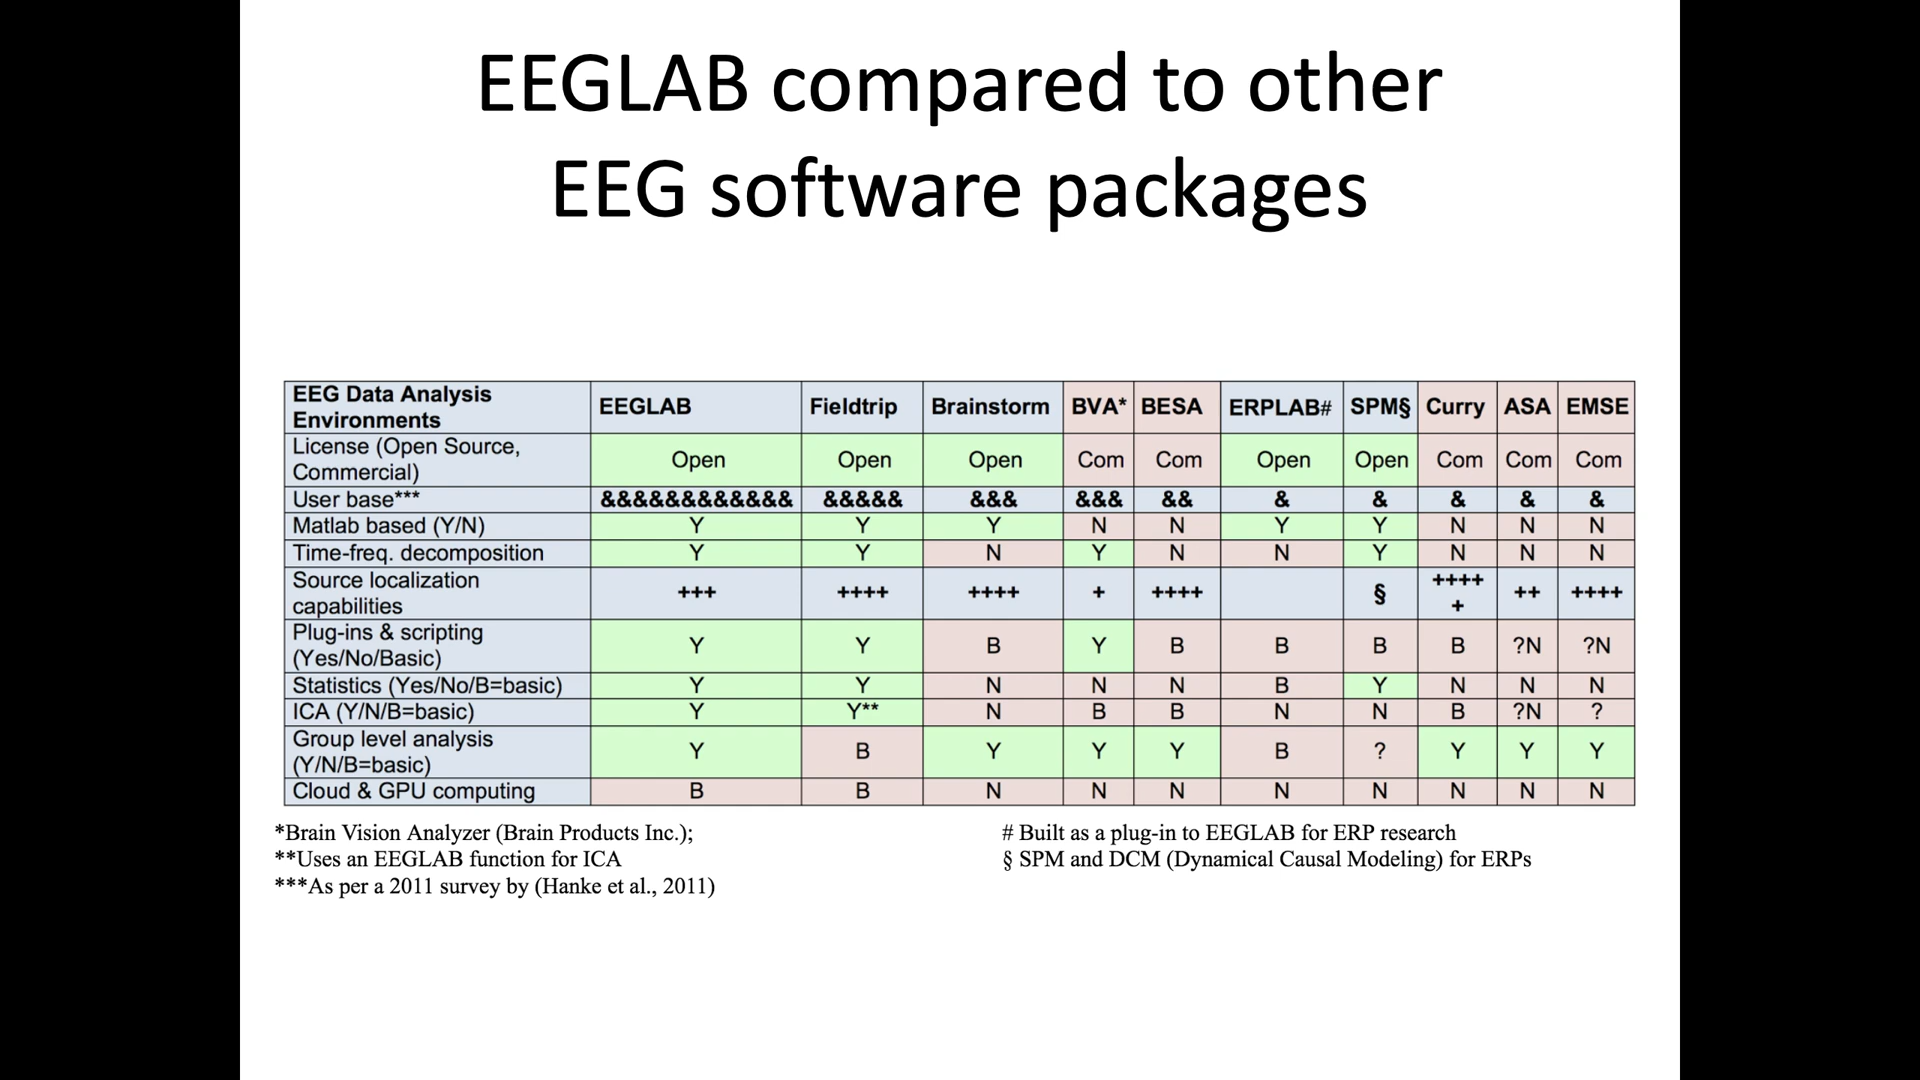 EEGLAB compared to other
EEG software packages
EEG Data Analysis
Environments EEGLAB Fieldtrip Brainstorm BVA* BESA ERPLAB# SPM§ Curry ASA EMSE
License (Open Source,
Commercial) Open Open Open Com Com Open Open Com Com Com
User base*** &&&&&&&&&&&& &&&&& &&& &&& && & & & & &
Matlab based (Y/N) Y Y Y N N Y Y N N N
Time-freq. decomposition Y Y N Y N N Y N N N
Source localization
capabilities +++ ++++ ++++ + ++++ § ++++
+ ++ ++++
Plug-ins & scripting
(Yes/No/Basic) Y Y B Y B B B B ?N ?N
Statistics (Yes/No/B=basic) Y Y N N N B Y N N N
ICA (Y/N/B=basic) Y Y** N B B N N B ?N ?
Group level analysis
(Y/N/B=basic) Y B Y Y Y B ? Y Y Y
Cloud & GPU computing B B N N N N N N N N
*Brain Vision Analyzer (Brain Products Inc.);
**Uses an EEGLAB function for ICA
***As per a 2011 survey by (Hanke et al., 2011)
# Built as a plug-in to EEGLAB for ERP research
§ SPM and DCM (Dynamical Causal Modeling) for ERPs